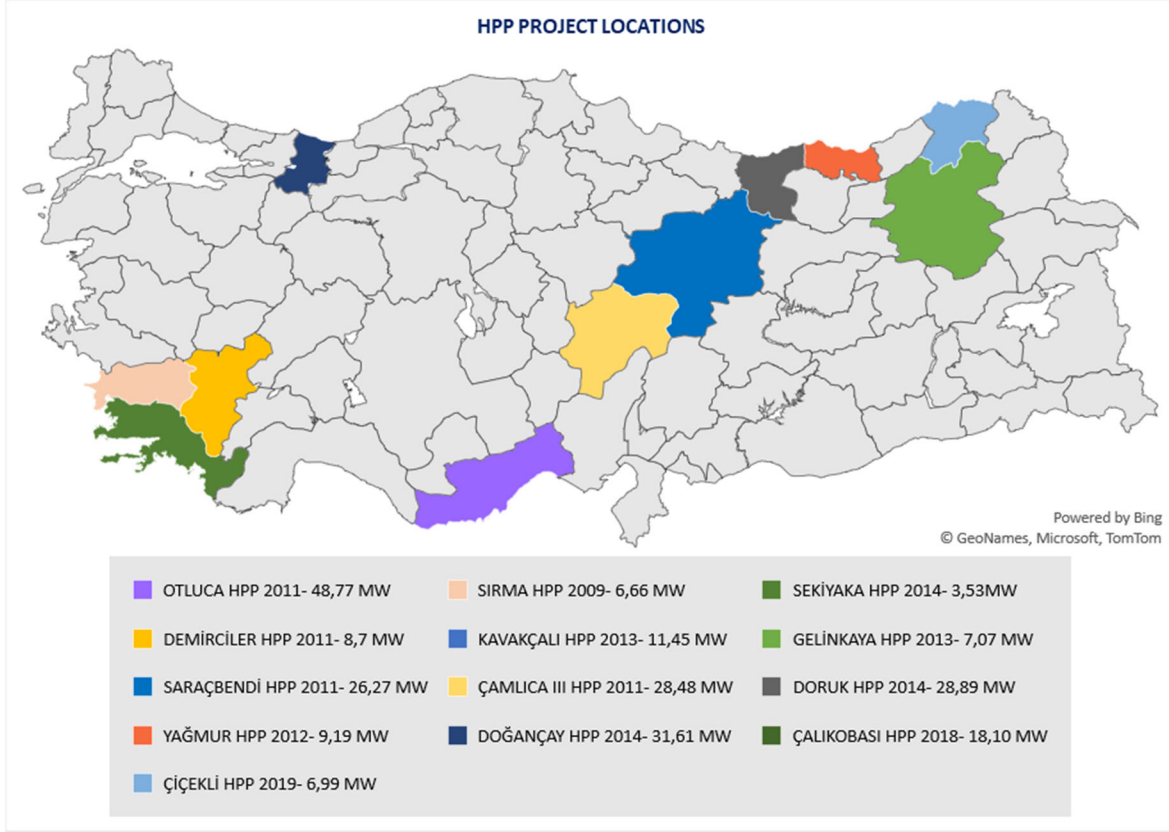 HPP PROJECT LOCATIONS
Powered by Bing
© GeoNames, Microsoft, TomTom
OTLUCA HPP 2011- 48,77 MW
SIRMA HPP 2009- 6,66 MW
SEKİYAKA HPP 2014- 3,53MW
DEMİRCİLER HPP 2011- 8,7 MW
KAVAKÇALI HPP 2013- 11,45 MW
GELİNKAYA HPP 2013- 7,07 MW
SARAÇBENDİ HPP 2011- 26,27 MW
ÇAMLICA III HPP 2011- 28,48 MW
DORUK HPP 2014- 28,89 MW
YAĞMUR HPP 2012- 9,19 MW
DOĞANÇAY HPP 2014- 31,61 MW
ÇALIKOBASI HPP 2018- 18,10 MW
ÇİÇEKLİ HPP 2019- 6,99 MW